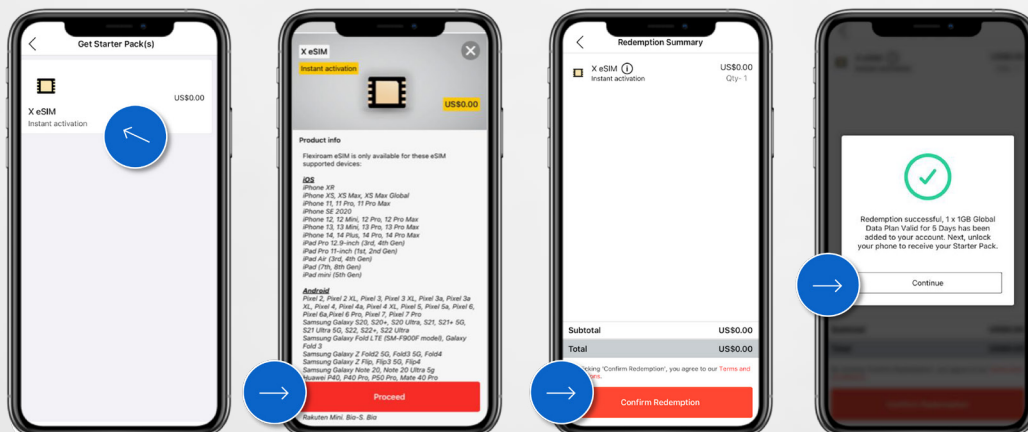 Get Starter Pack(s)
US$0.00
X eSIM
Instant activation
X eSIM
Instant activation
US$0.00
Product info
Flexiroam eSIM is only available for these eSIM
supported devices:
iOS
iPhone XR
iPhone XS, XS Max, XS Max Global
iPhone 11, 11 Pro, 11 Pro Max
iPhone SE 2020
iPhone 12, 12 Mini, 12 Pro, 12 Pro Max
iPhone 13, 13 Mini, 13 Pro, 13 Pro Max
iPhone 14, 14 Plus, 14 Pro, 14 Pro Max
iPad Pro 12.9-inch (3rd, 4th Gen)
iPad Pro 11-inch (1st, 2nd Gen)
iPad Air (3rd, 4th Gen)
iPad (7th, 8th Gen)
iPad mini (5th Gen)
Android
Pixel 2, Pixel 2 XL, Pixel 3, Pixel 3 XL, Pixel 3a, Pixel 3a
XL, Pixel 4, Pixel 4a, Pixel 4 XL, Pixel 5, Pixel 5a, Pixel 6,
Pixel 6a,Pixel 6 Pro, Pixel 7, Pixel 7 Pro
Samsung Galaxy S20, S20+, S20 Ultra, S21, S21+ 5G,
S21 Ultra 5G, S22, S22+, S22 Ultra
Samsung Galaxy Fold LTE (SM-F900F model), Galaxy
Fold 3
Samsung Galaxy Z Fold2 5G, Fold3 5G, Fold4
Samsung Galaxy Z Flip, Flip3 5G, Flip4
Samsung Galaxy Note 20, Note 20 Ultra 5g
Huawei P40, P40 Pro, P50 Pro, Mate 40 Pro
Proceed
Rakuten Mini, Big-S, Big
Redemption Summary
X eSIM
US$0.00
Instant activation
Qty- 1
Subtotal US$0.00
Total US$0.00
'Confirm Redemption', you agree to our Terms and
Confirm Redemption
Redemption successful, 1 x 1GB Global
Data Plan Valid for 5 Days has been
added to your account. Next, unlock
your phone to receive your Starter Pack.
Continue